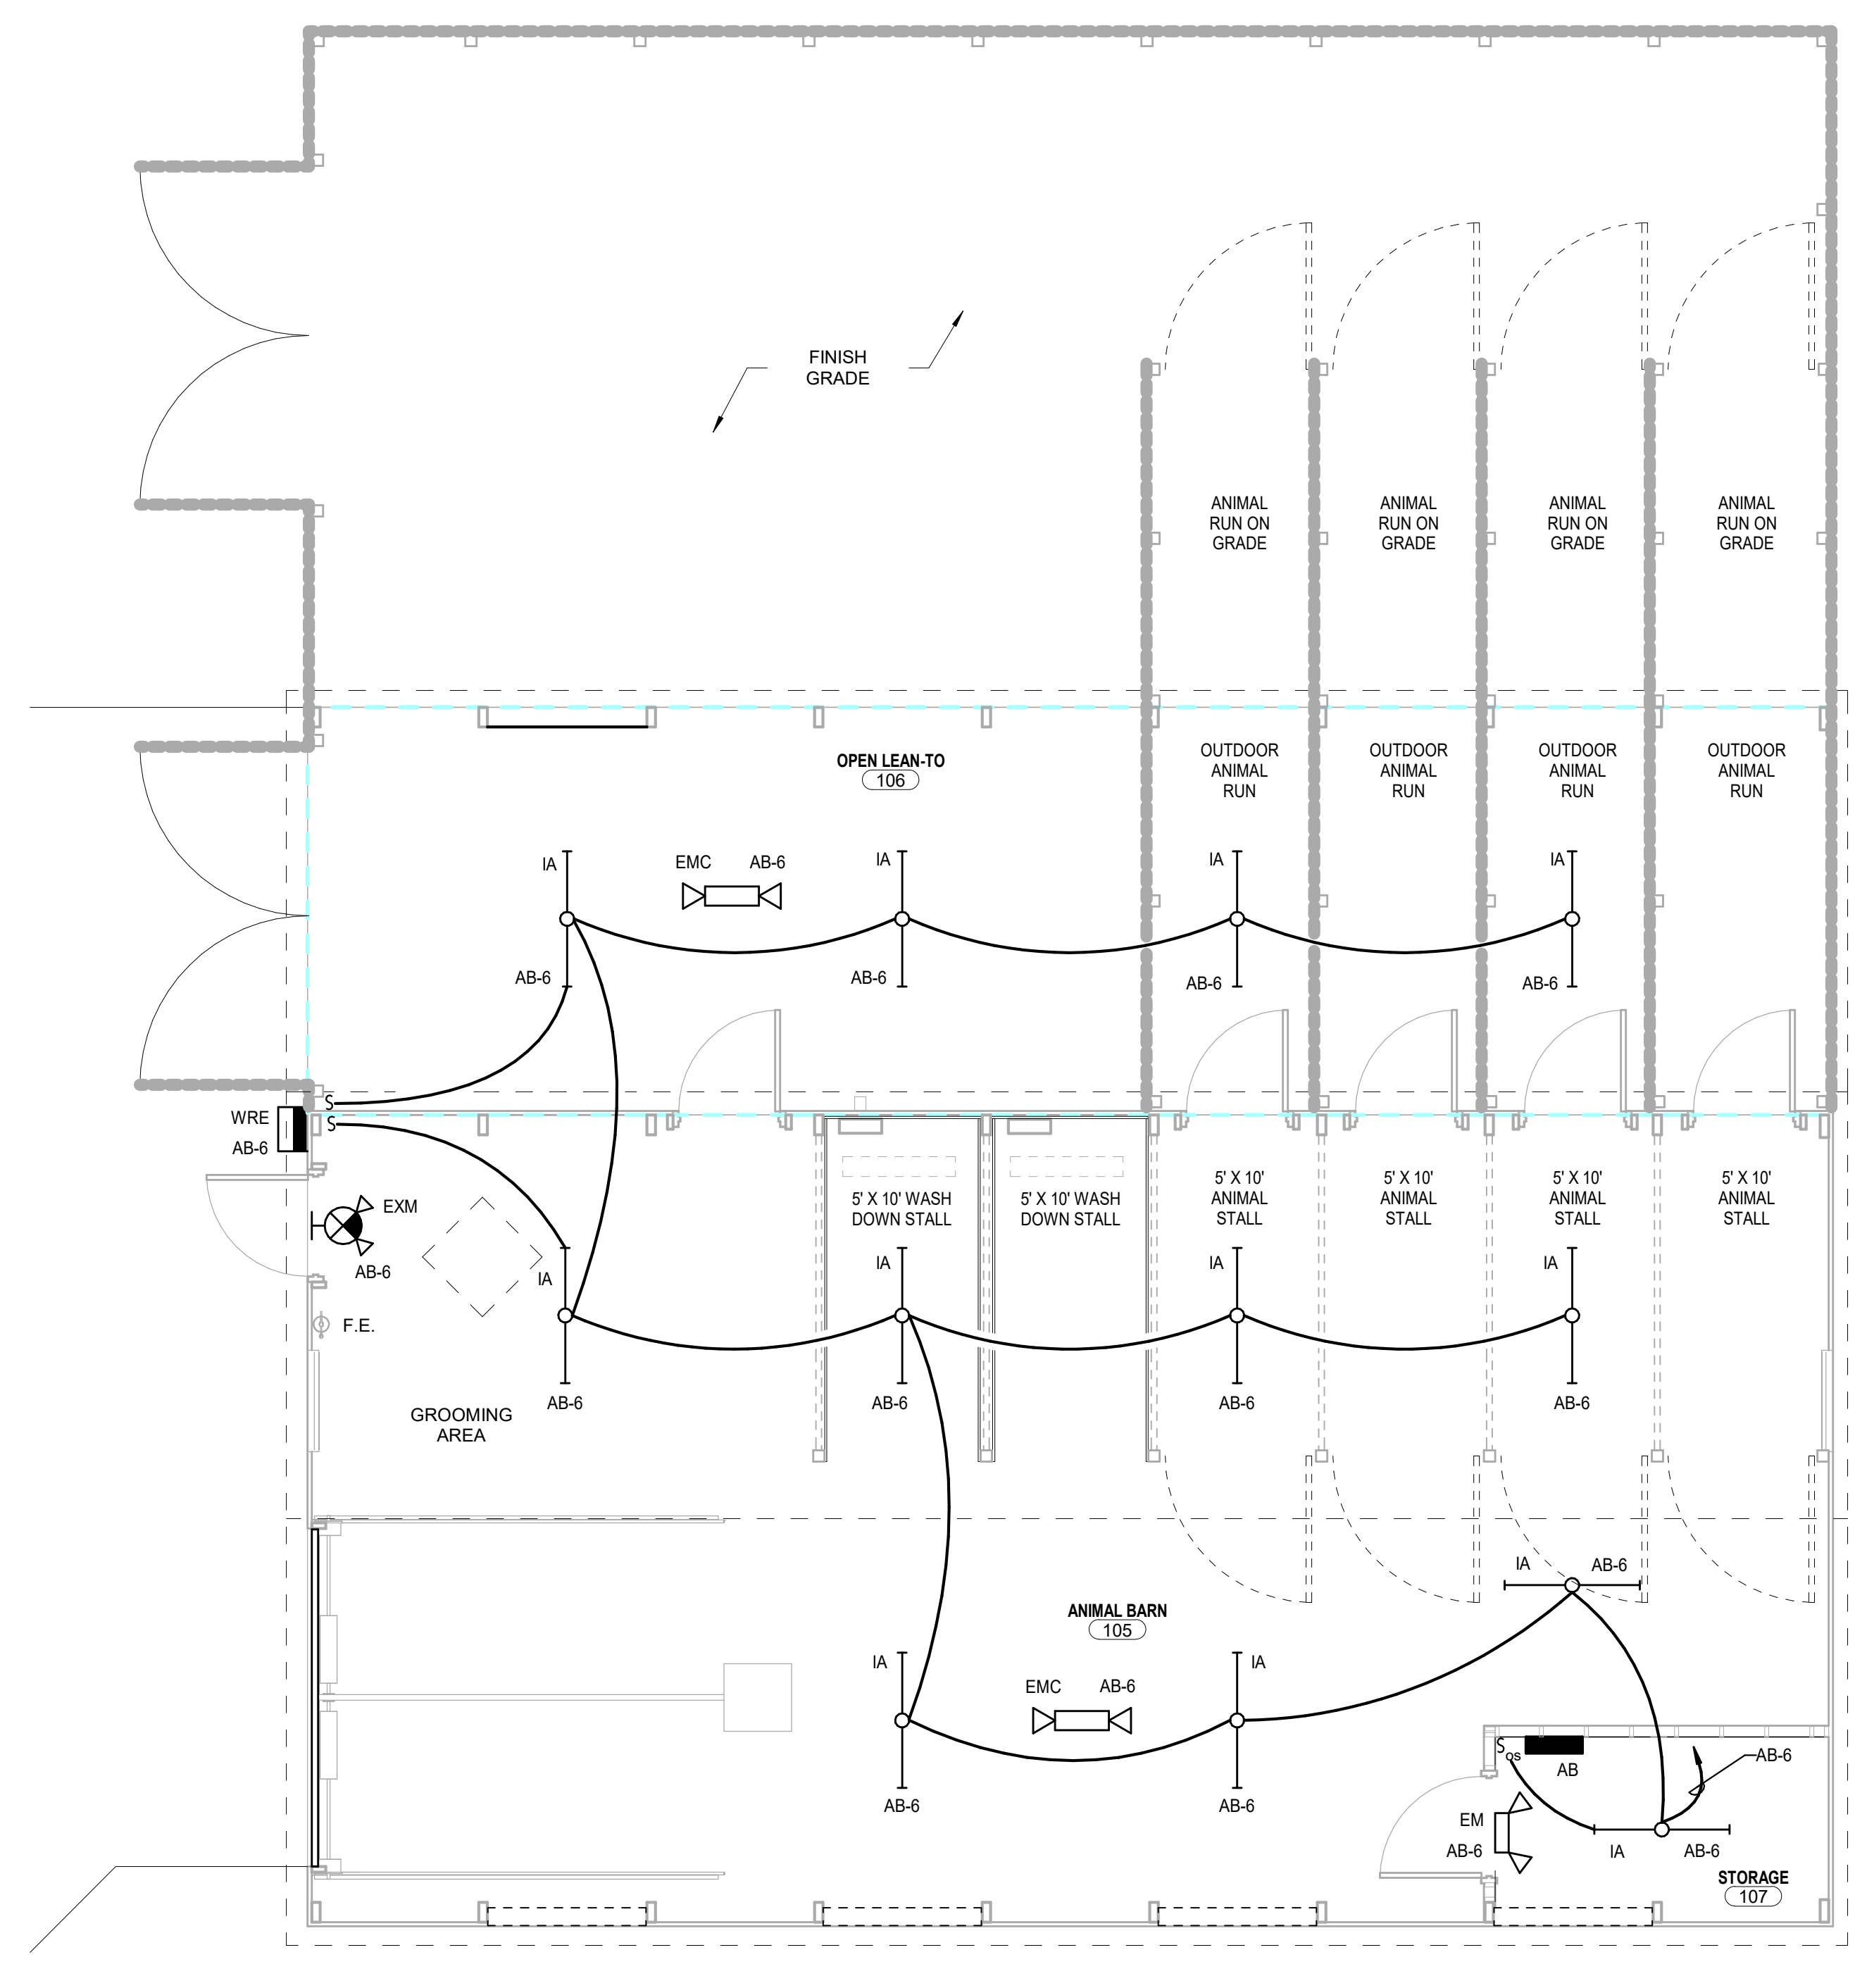 FINISH
GRADE
ANIMAL
RUN ON
GRADE
ANIMAL
RUN ON
GRADE
ANIMAL
RUN ON
GRADE
ANIMAL
RUN ON
GRADE
OPEN LEAN-TO
106
OUTDOOR
ANIMAL
RUN
OUTDOOR
ANIMAL
RUN
OUTDOOR
ANIMAL
RUN
OUTDOOR
ANIMAL
RUN
IA
EMC AB-6
IA
IA
IA
AB-6
AB-6
AB-6
AB-6
S
WRE
S
AB-6
EXM
AB-6
5' X 10' WASH
DOWN STALL
5' X 10' WASH
DOWN STALL
5' X 10'
ANIMAL
STALL
5' X 10'
ANIMAL
STALL
5' X 10'
ANIMAL
STALL
5' X 10'
ANIMAL
STALL
IA
IA
IA
IA
F.E.
AB-6
AB-6
AB-6
AB-6
GROOMING
AREA
IA AB-6
ANIMAL BARN
105
IA
EMC AB-6
IA
AB-6
AB-6
SOS
AB
AB-6
EM
AB-6
IA AB-6
STORAGE
107